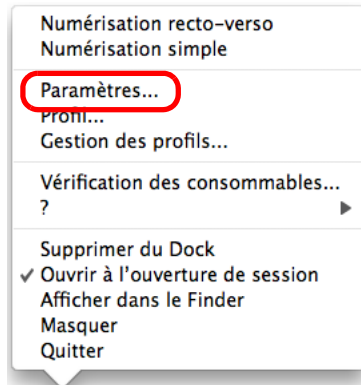 Numérisation recto-verso
Numérisation simple
Paramètres...
Profil...
Gestion des profils...
Vérification des consommables...
?
Supprimer du Dock
✓ Ouvrir à l'ouverture de session
Afficher dans le Finder
Masquer
Quitter